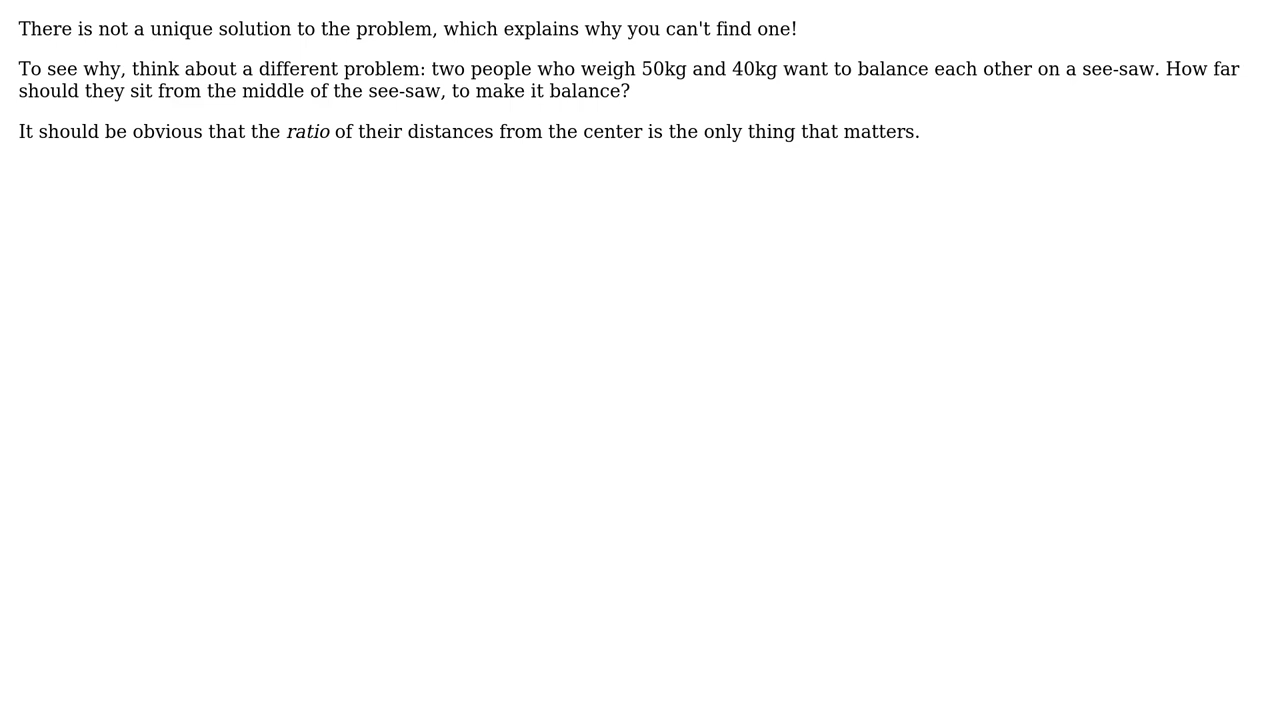 There is not a unique solution to the problem, which explains why you can't find one!
To see why, think about a different problem: two people who weigh 50kg and 40kg want to balance each other on a see-saw. How far
should they sit from the middle of the see-saw, to make it balance?
It should be obvious that the ratio of their distances from the center is the only thing that matters.